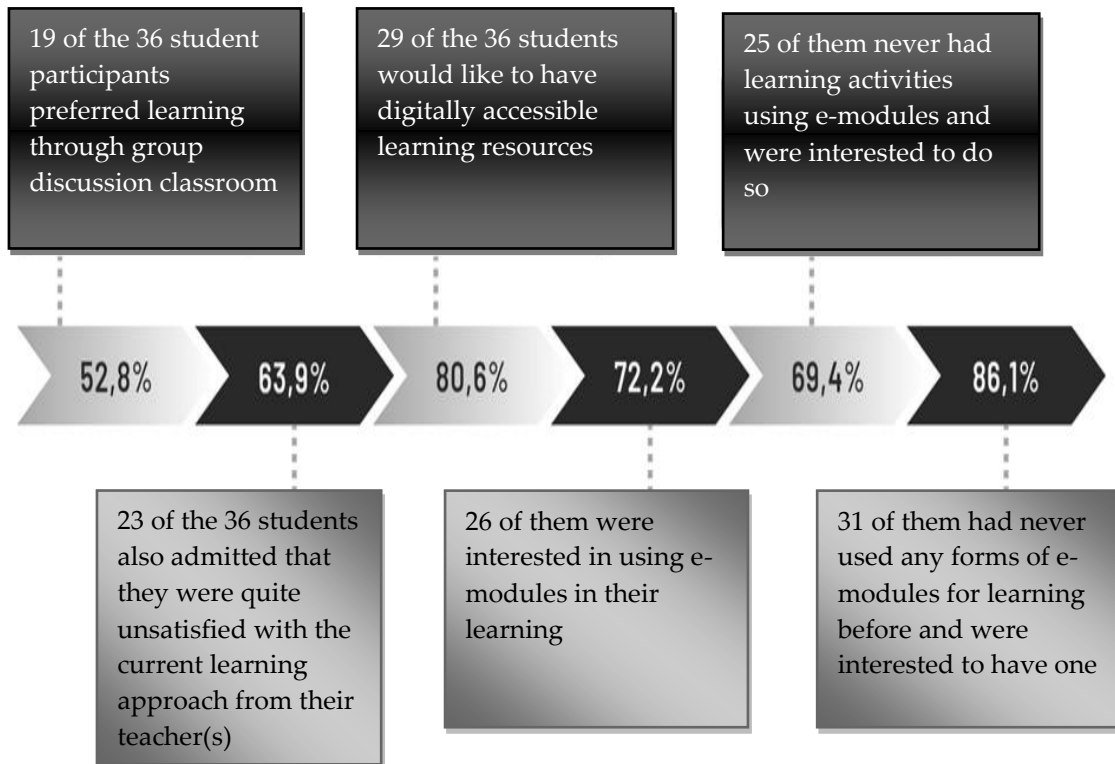 19 of the 36 student
participants
preferred learning
through group
discussion classroom
29 of the 36 students
would like to have
digitally accessible
learning resources
25 of them never had
learning activities
using e-modules and
were interested to do
so
52,8%
63,9%
80,6%
72,2%
69,4%
86,1%
23 of the 36 students
also admitted that
they were quite
unsatisfied with the
current learning
approach from their
teacher(s)
26 of them were
interested in using e-
modules in their
learning
31 of them had never
used any forms of e-
modules for learning
before and were
interested to have one